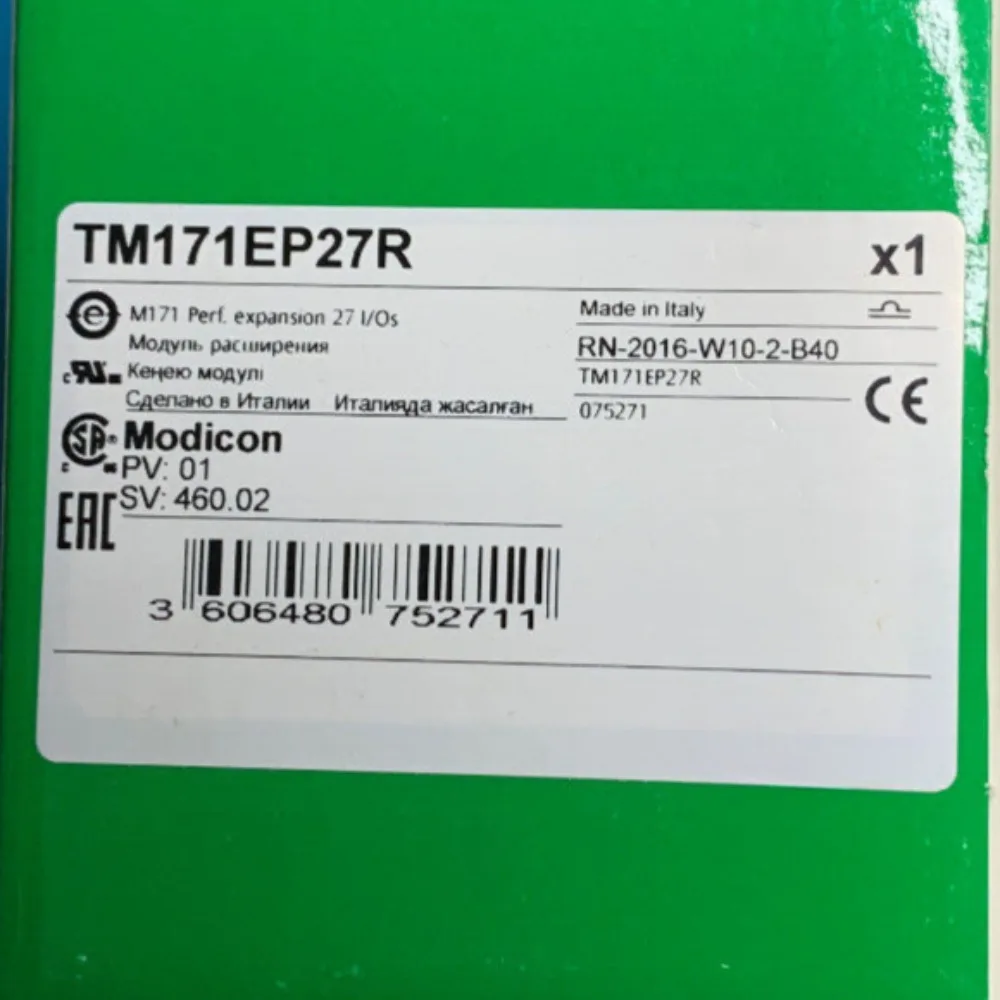 TM171EP27R x1
M171 Perf. expansion 27 I/Os
Модуль расширения
Кеңею модулі
Сделано в Италии Италияда жасалған
Made in Italy
RN-2016-W10-2-B40
TM171EP27R
075271
CE
Modicon
PV: 01
SV: 460.02
EAC
3 606480 752711